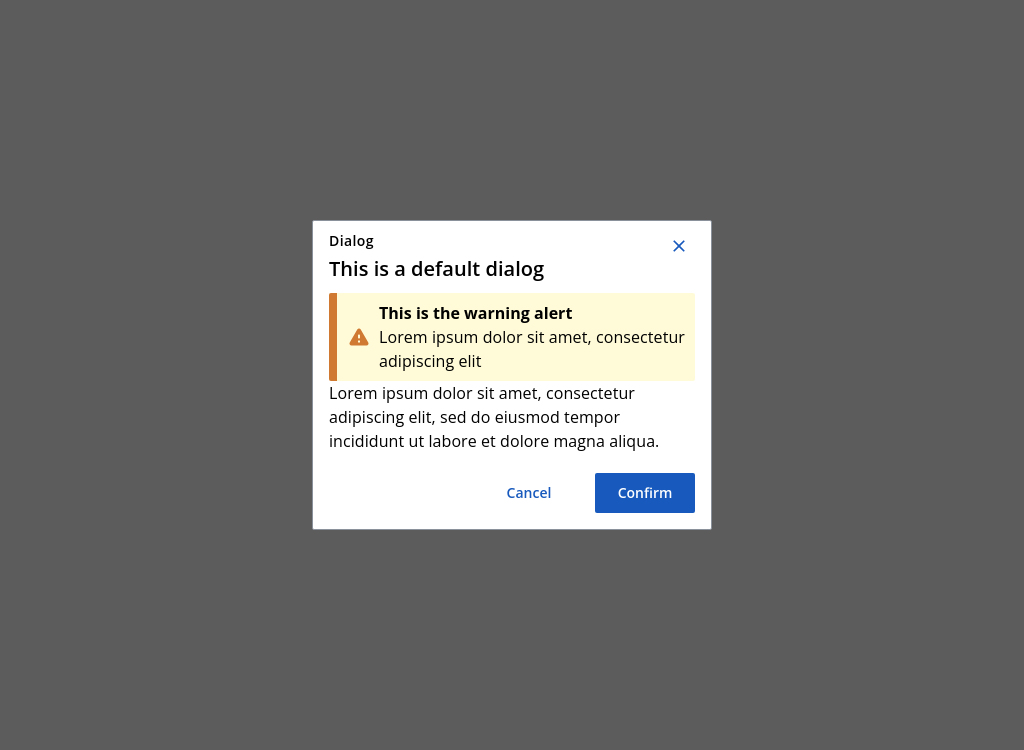 Dialog
This is a default dialog
This is the warning alert
Lorem ipsum dolor sit amet, consectetur
adipiscing elit
Lorem ipsum dolor sit amet, consectetur
adipiscing elit, sed do eiusmod tempor
incididunt ut labore et dolore magna aliqua.
Cancel
Confirm